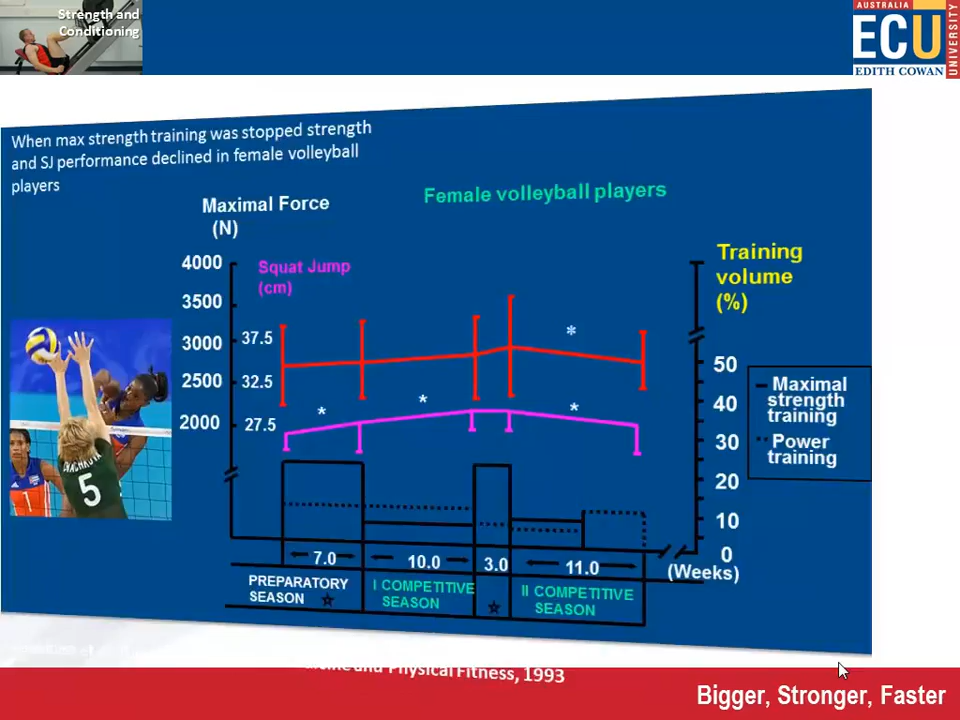 Strength and
Conditioning
AUSTRALIA
ECU
EDITH COWAN
UNIVERSITY
When max strength training was stopped strength
and SJ performance declined in female volleyball
players
Female volleyball players
Maximal Force
(N)
Squat Jump
(cm)
Training
volume
(%)
4000
3500
3000
2500
2000
37.5
32.5
27.5
*
*
*
*
50
40
30
20
10
0
Maximal
strength
training
Power
training
5
1
7.0
10.0
3.0
11.0
(Weeks)
PREPARATORY
SEASON
I COMPETITIVE
SEASON
II COMPETITIVE
SEASON
and Physical Fitness, 1993
Bigger, Stronger, Faster